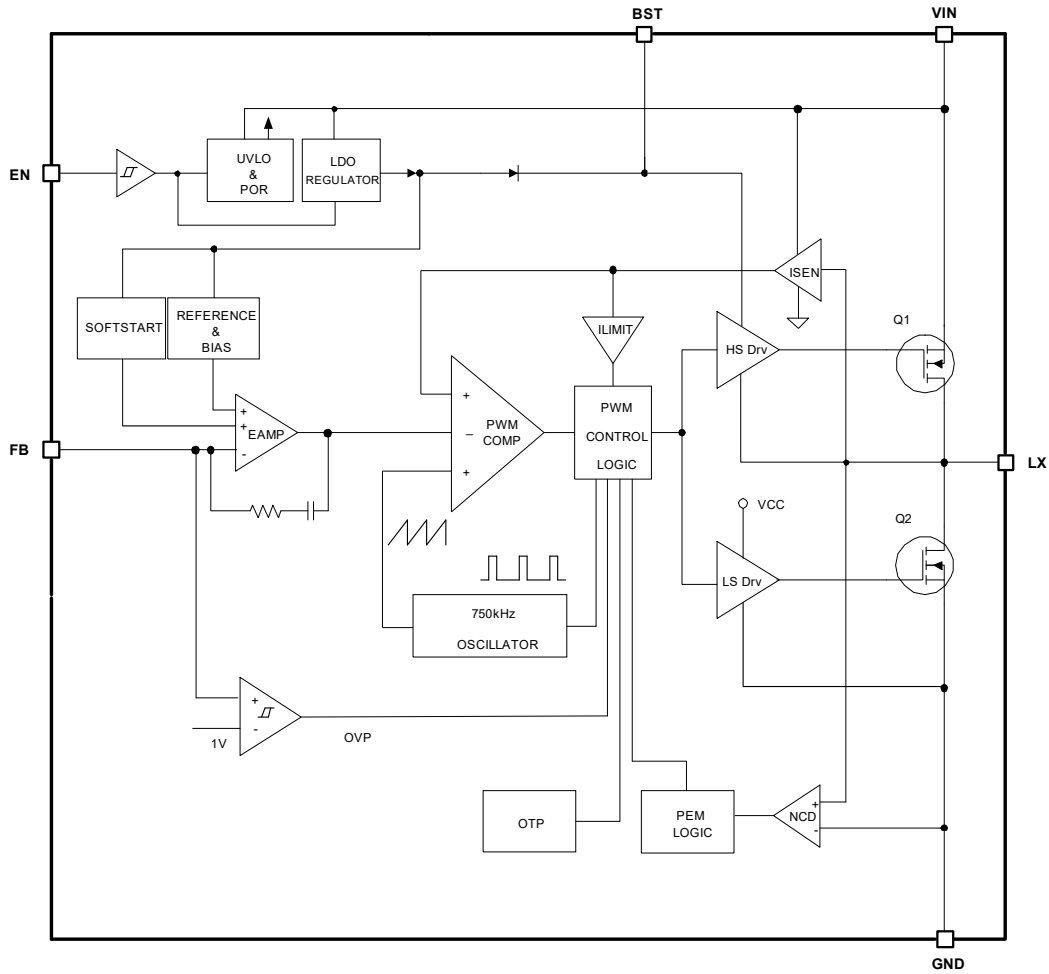 BST
VIN
EN
UVLO
&
POR
LDO
REGULATOR
ISEN
SOFTSTART
REFERENCE
&
BIAS
ILIMIT
HS Drv
Q1
+
+
-
EAMP
+
–
+
PWM
COMP
PWM
CONTROL
LOGIC
FB
LX
VCC
Q2
LS Drv
750kHz
OSCILLATOR
+
-
1V
OVP
OTP
PEM
LOGIC
NCD
+
-
GND